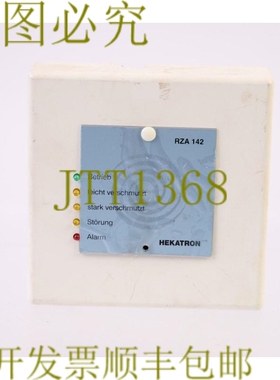 图必究
RZA 142
Betrieb
leicht verschmutzt
JTT1368
stark verschmutzt
Störung
Alarm
HEKATRON
开发票顺丰包邮